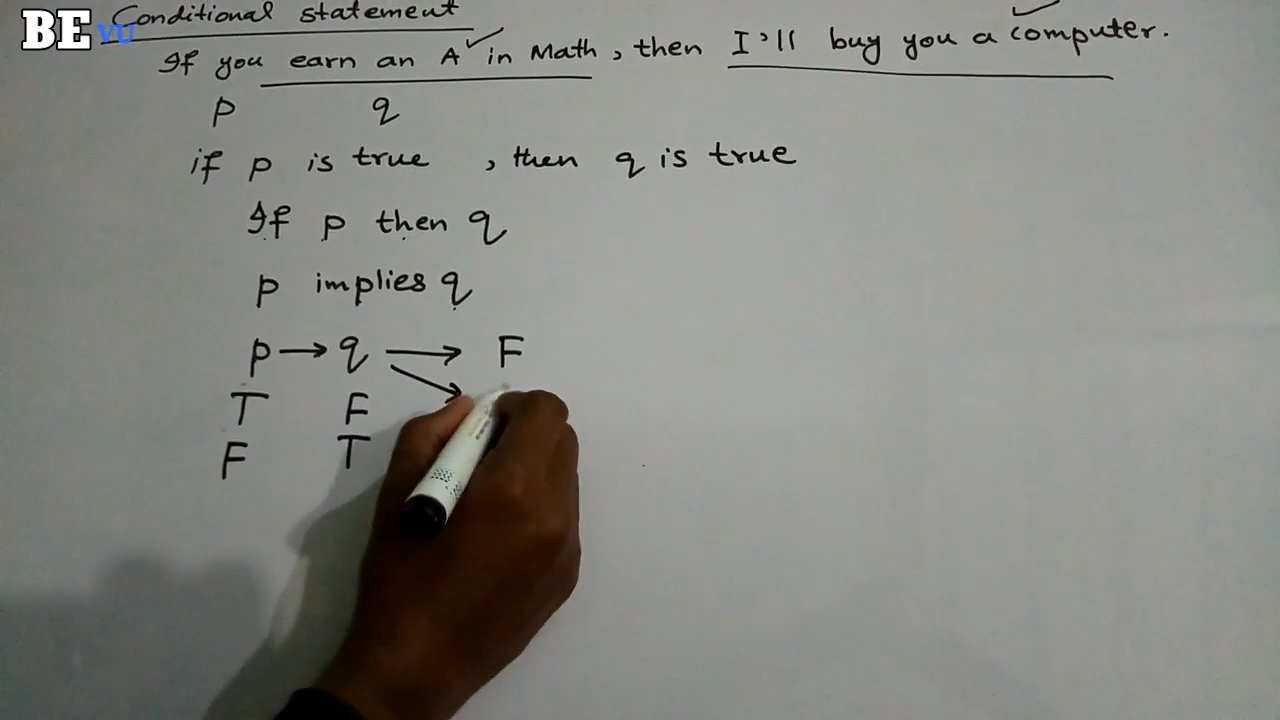 BE VU Conditional statement
If you earn an A ✓ in Math, then I'll buy you a computer. ✓
p q
if p is true, then q is true
If p then q
p implies q
p → q → F
T F
F T